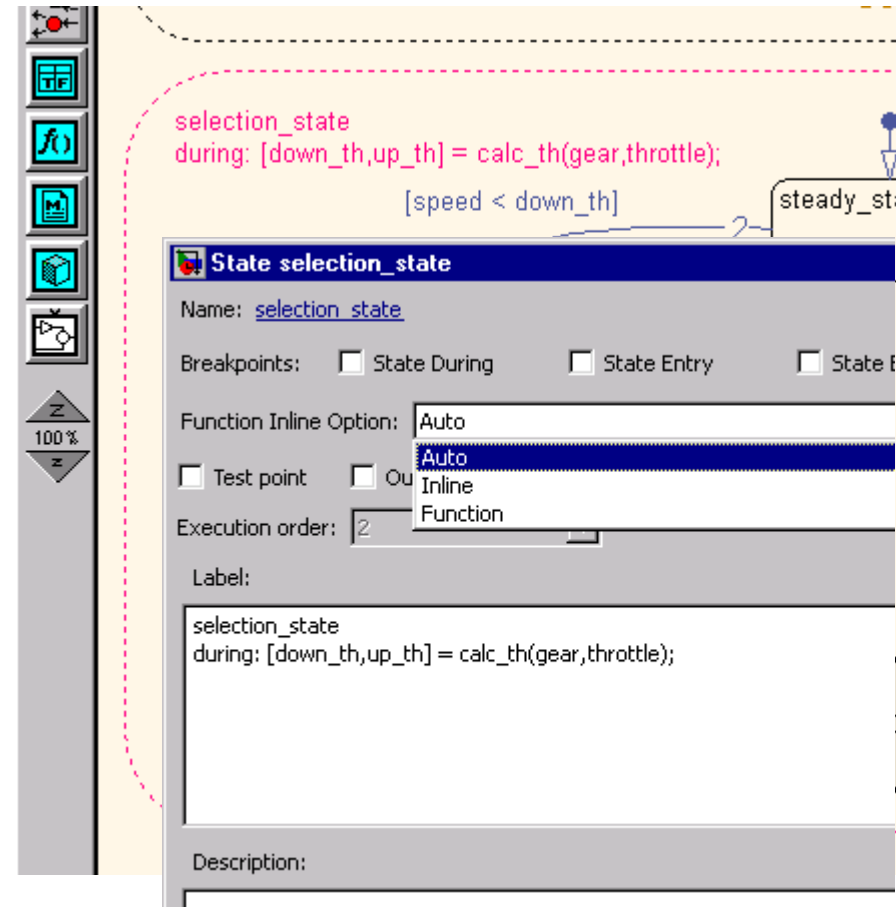 TF
f()
M
Z
100%
z
selection_state
during: [down_th,up_th] = calc_th(gear,throttle);
[speed < down_th]
2
State selection_state
Name: selection_state
Breakpoints: State During State Entry State
Function Inline Option: Auto
Auto
Inline
Function
Test point
Execution order: 2
Label:
selection_state
during: [down_th,up_th] = calc_th(gear,throttle);
Description: